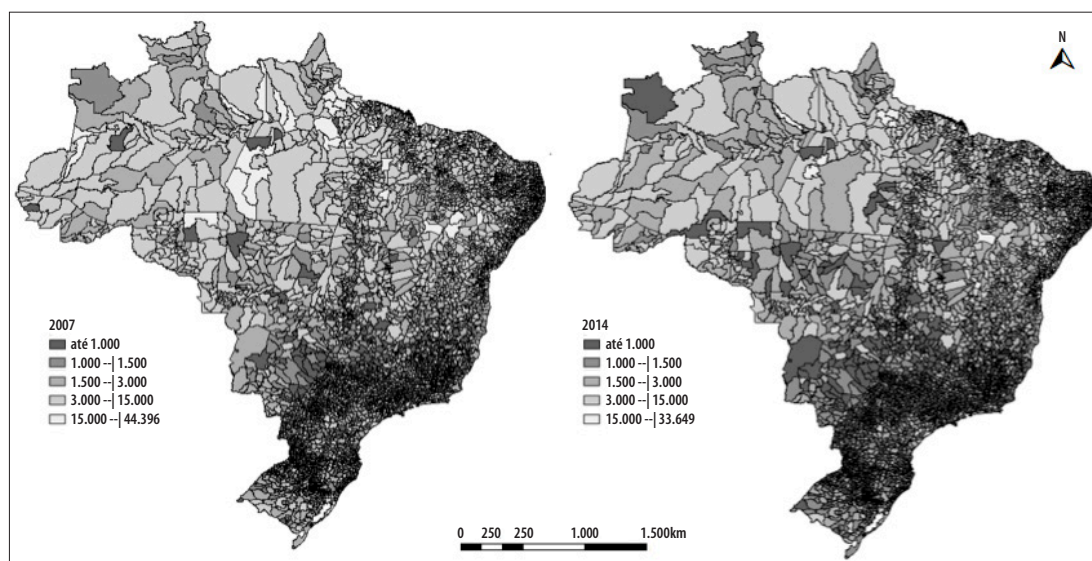 N
2007
até 1.000
1.000 --| 1.500
1.500 --| 3.000
3.000 --| 15.000
15.000 --| 44.396
2014
até 1.000
1.000 --| 1.500
1.500 --| 3.000
3.000 --| 15.000
15.000 --| 33.649
0 250 250 1.000 1.500km